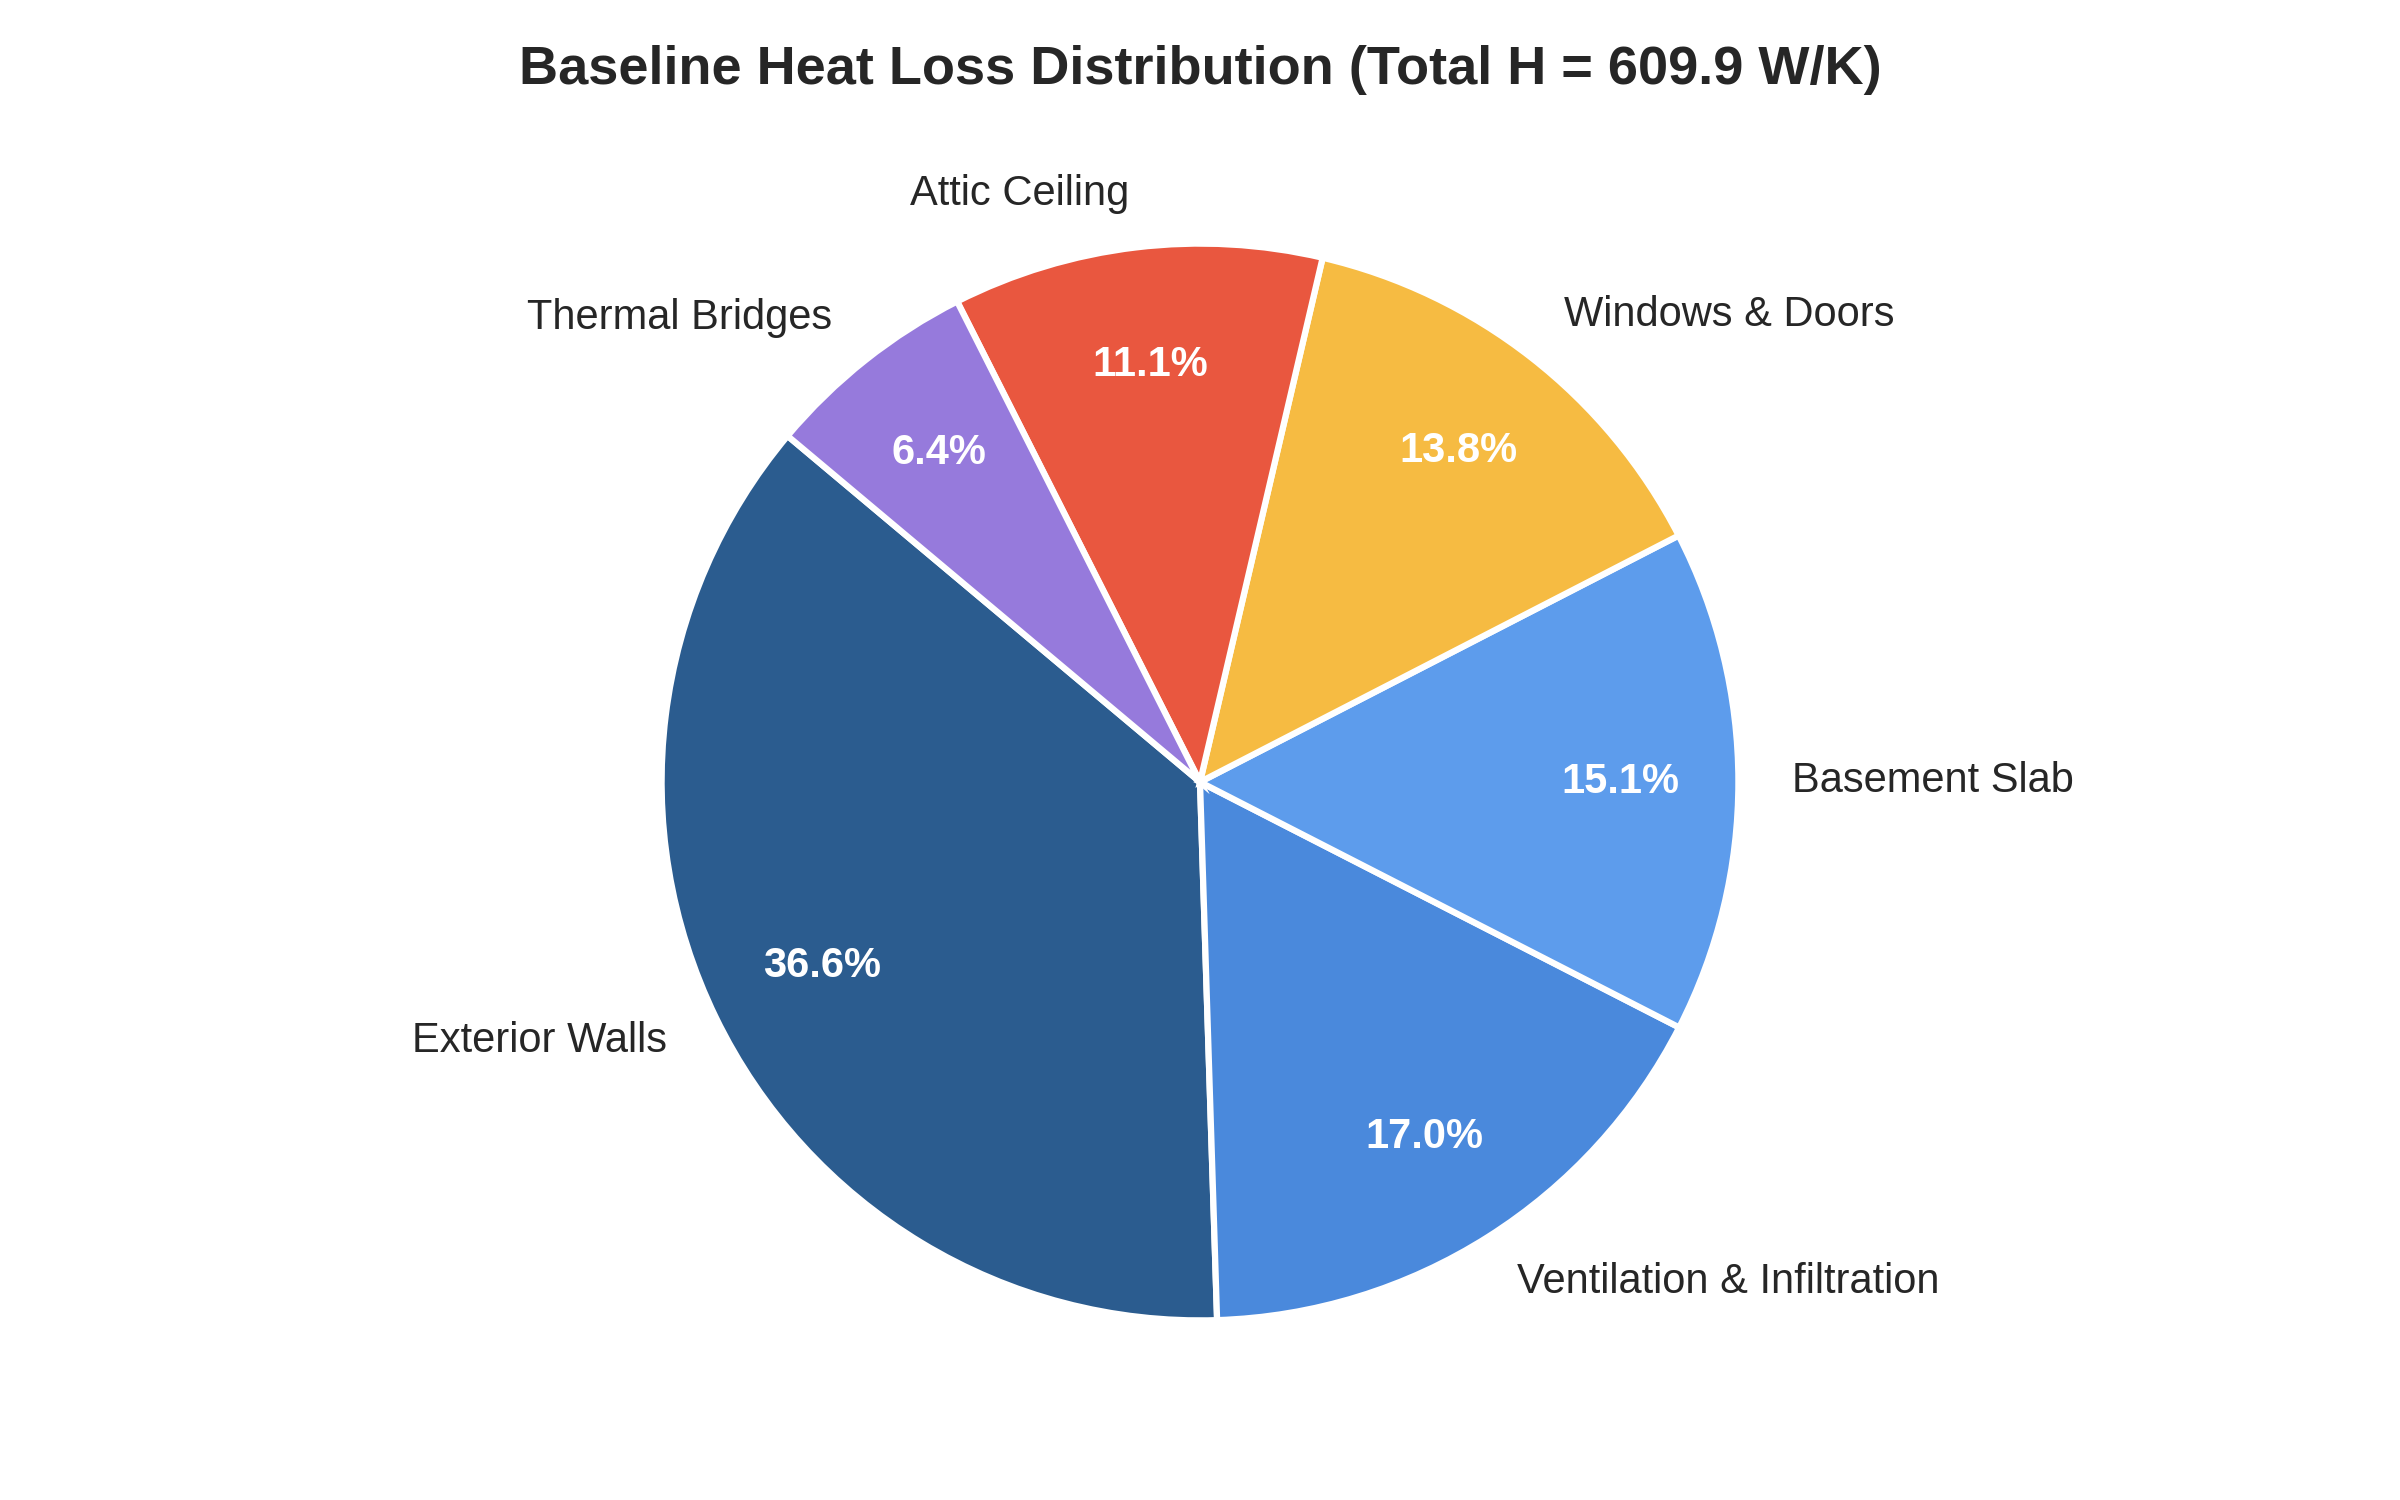 Baseline Heat Loss Distribution (Total H = 609.9 W/K)
Attic Ceiling
Thermal Bridges
Windows & Doors
11.1%
6.4%
13.8%
15.1%
Basement Slab
36.6%
Exterior Walls
17.0%
Ventilation & Infiltration